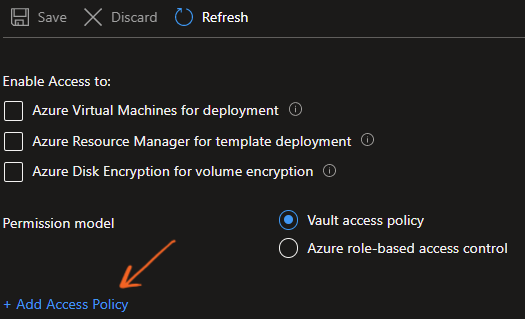 Save Discard Refresh
Enable Access to:
Azure Virtual Machines for deployment
Azure Resource Manager for template deployment
Azure Disk Encryption for volume encryption
Permission model
Vault access policy
Azure role-based access control
+ Add Access Policy